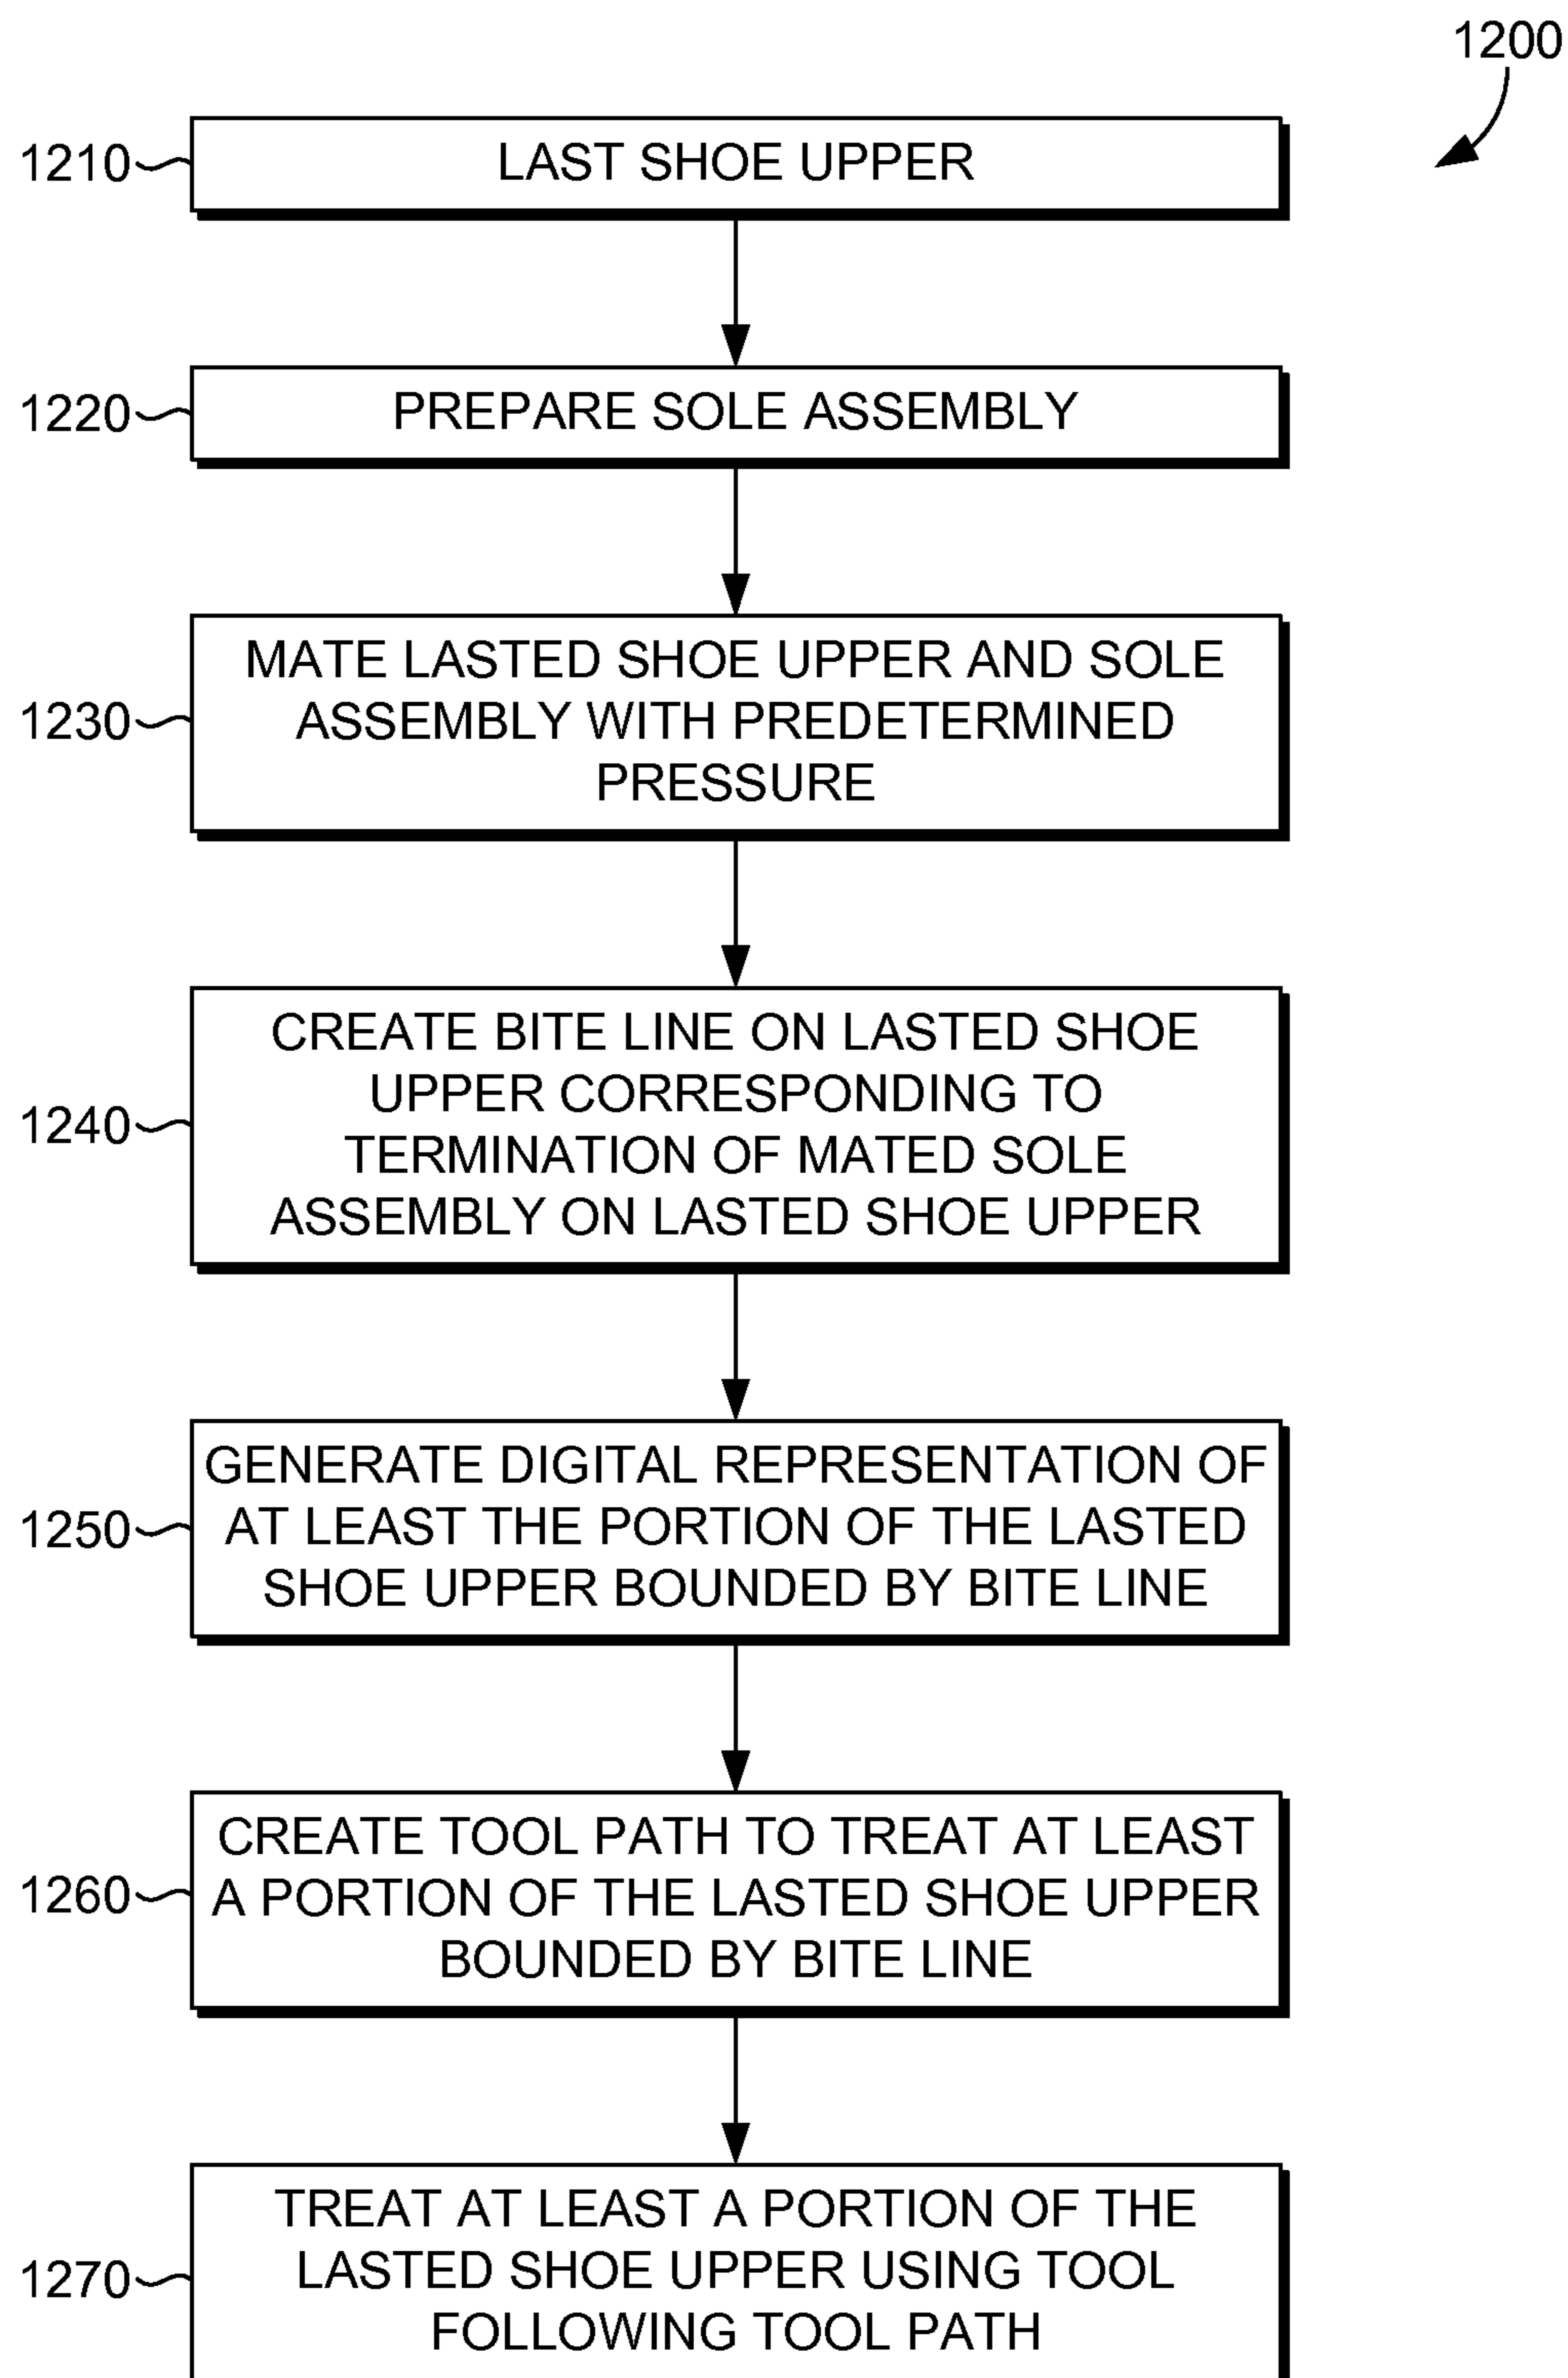 1200
1210
LAST SHOE UPPER
1220
PREPARE SOLE ASSEMBLY
1230
MATE LASTED SHOE UPPER AND SOLE
ASSEMBLY WITH PREDETERMINED
PRESSURE
1240
CREATE BITE LINE ON LASTED SHOE
UPPER CORRESPONDING TO
TERMINATION OF MATED SOLE
ASSEMBLY ON LASTED SHOE UPPER
1250
GENERATE DIGITAL REPRESENTATION OF
AT LEAST THE PORTION OF THE LASTED
SHOE UPPER BOUNDED BY BITE LINE
1260
CREATE TOOL PATH TO TREAT AT LEAST
A PORTION OF THE LASTED SHOE UPPER
BOUNDED BY BITE LINE
1270
TREAT AT LEAST A PORTION OF THE
LASTED SHOE UPPER USING TOOL
FOLLOWING TOOL PATH